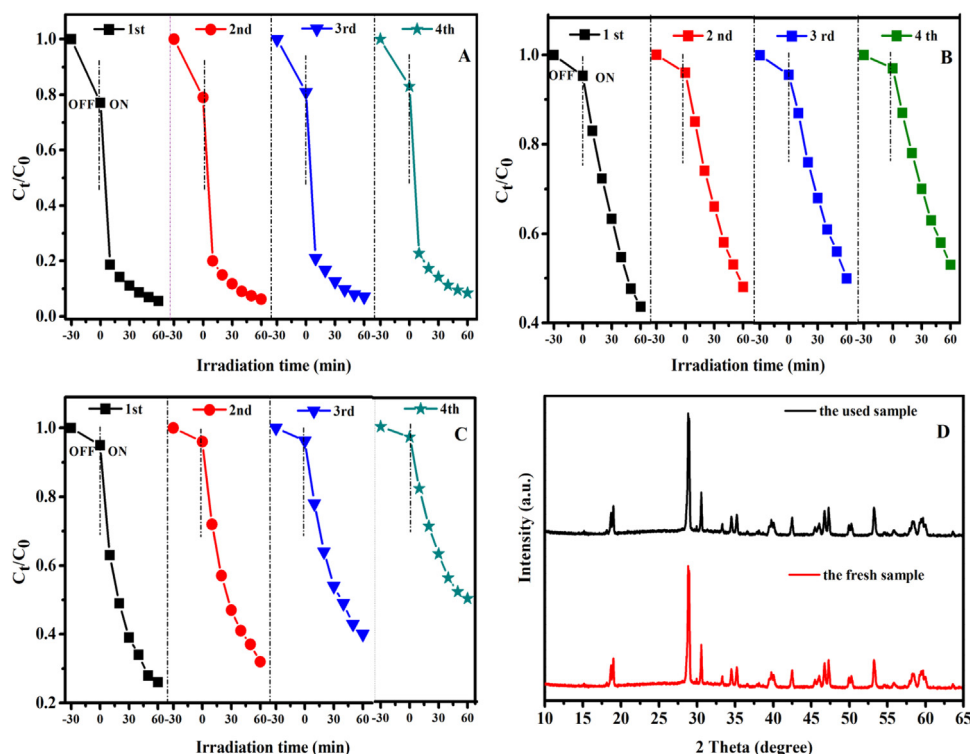 1st 2nd 3rd 4th
A
1.0
0.8
0.6
0.4
0.2
0.0
OFF ON
Ct/C0
-30 0 30 60 -30 0 30 60 -30 0 30 60 -30 0 30 60
Irradiation time (min)
1 st 2 nd 3 rd 4 th
B
1.0
0.8
0.6
0.4
OFF ON
Ct/C0
-30 0 30 60 -30 0 30 60 -30 0 30 60 -30 0 30 60
Irradiation time (min)
1st 2nd 3rd 4th
C
1.0
0.8
0.6
0.4
0.2
OFF ON
Ct/C0
-30 0 30 60 -30 0 30 60 -30 0 30 60 -30 0 30 60
Irradiation time (min)
the used sample
D
the fresh sample
Intensity (a.u.)
10 15 20 25 30 35 40 45 50 55 60 65
2 Theta (degree)